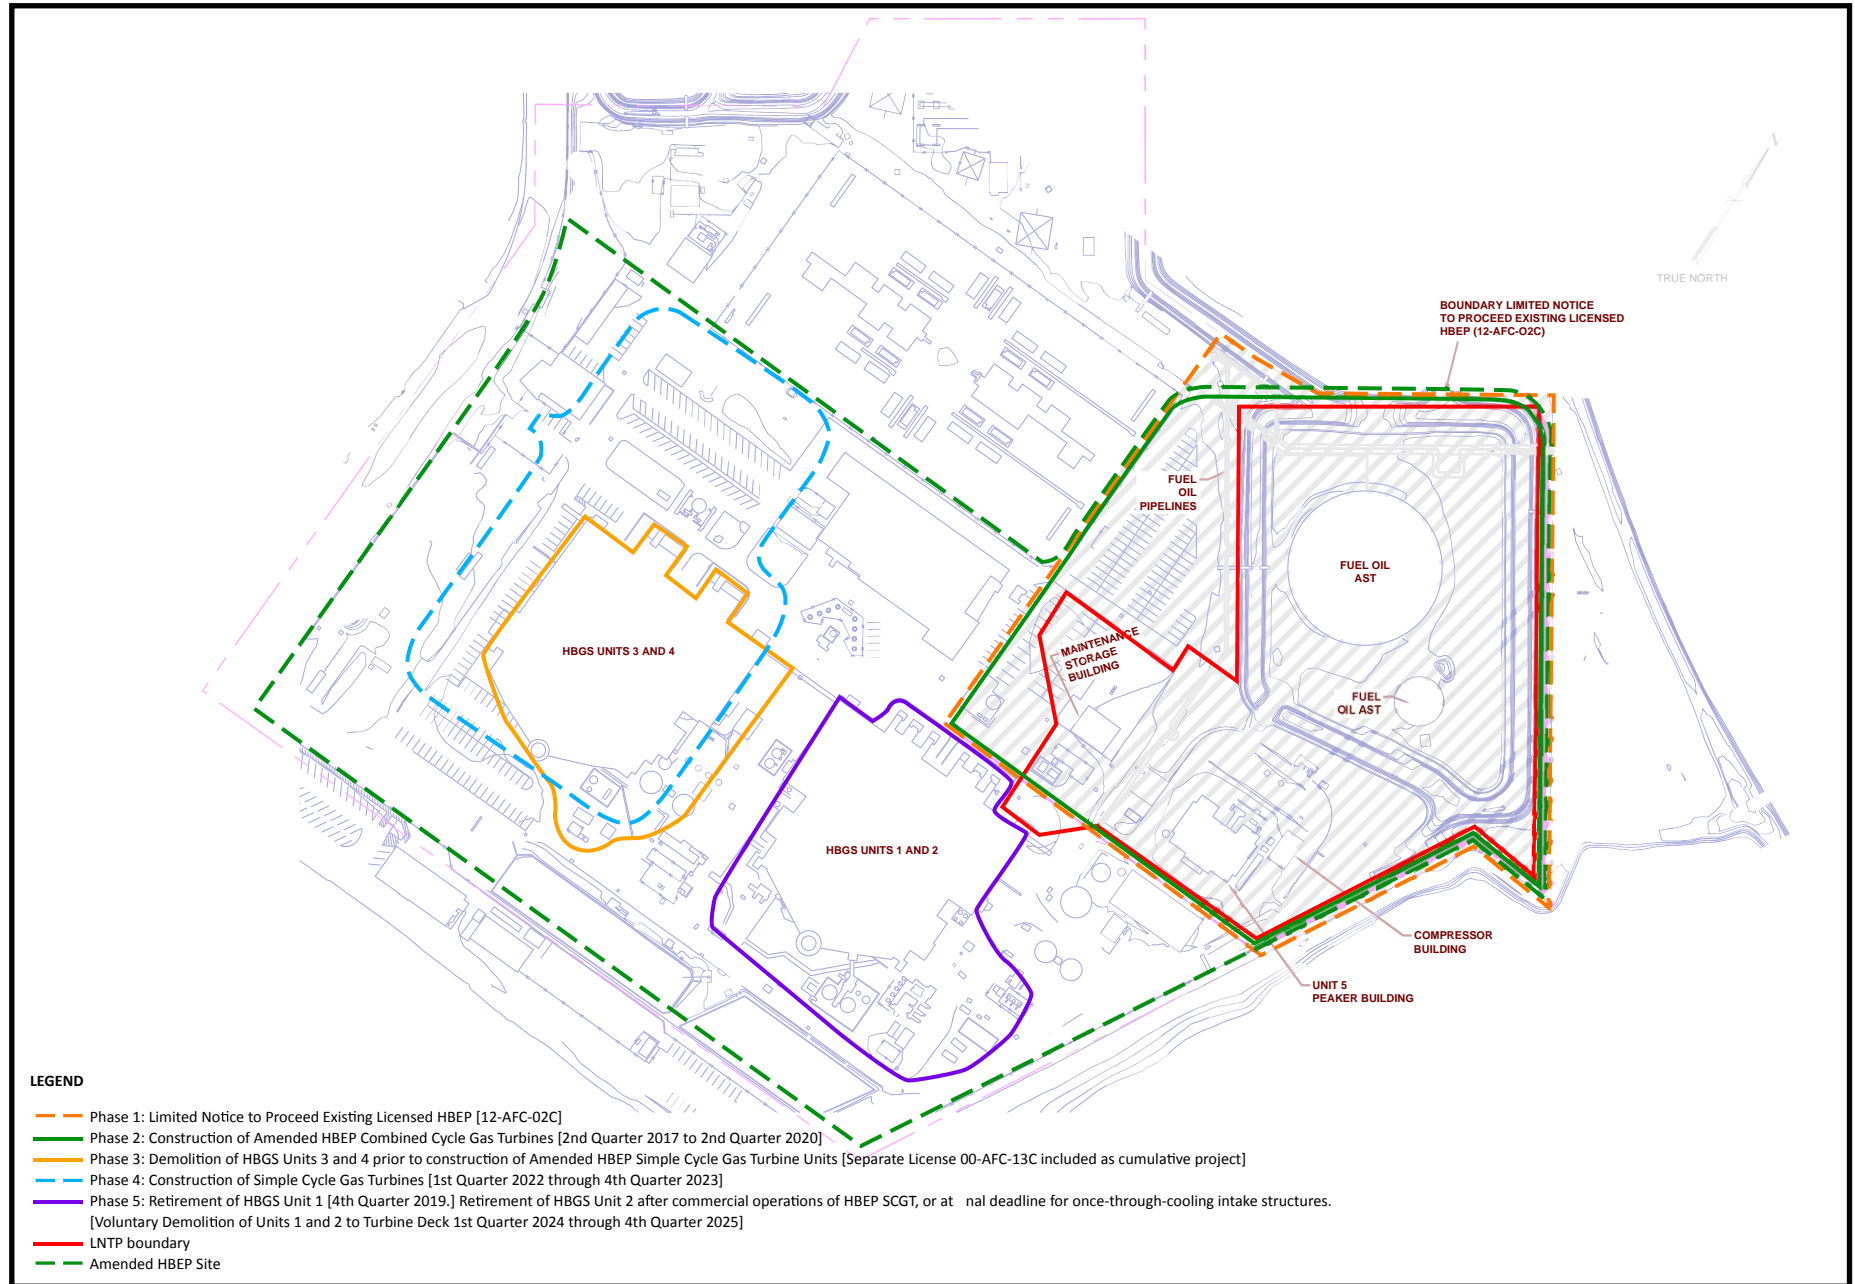 TRUE NORTH
BOUNDARY LIMITED NOTICE
TO PROCEED EXISTING LICENSED
HBEP (12-AFC-O2C)
FUEL
OIL
PIPELINES
FUEL OIL
AST
MAINTENANCE
STORAGE
BUILDING
HBGS UNITS 3 AND 4
FUEL
OIL AST
HBGS UNITS 1 AND 2
COMPRESSOR
BUILDING
UNIT 5
PEAKER BUILDING
LEGEND
Phase 1: Limited Notice to Proceed Existing Licensed HBEP [12-AFC-02C]
Phase 2: Construction of Amended HBEP Combined Cycle Gas Turbines [2nd Quarter 2017 to 2nd Quarter 2020]
Phase 3: Demolition of HBGS Units 3 and 4 prior to construction of Amended HBEP Simple Cycle Gas Turbine Units [Separate License 00-AFC-13C included as cumulative project]
Phase 4: Construction of Simple Cycle Gas Turbines [1st Quarter 2022 through 4th Quarter 2023]
Phase 5: Retirement of HBGS Unit 1 [4th Quarter 2019.] Retirement of HBGS Unit 2 after commercial operations of HBEP SCGT, or at nal deadline for once-through-cooling intake structures.
[Voluntary Demolition of Units 1 and 2 to Turbine Deck 1st Quarter 2024 through 4th Quarter 2025]
LNTP boundary
Amended HBEP Site